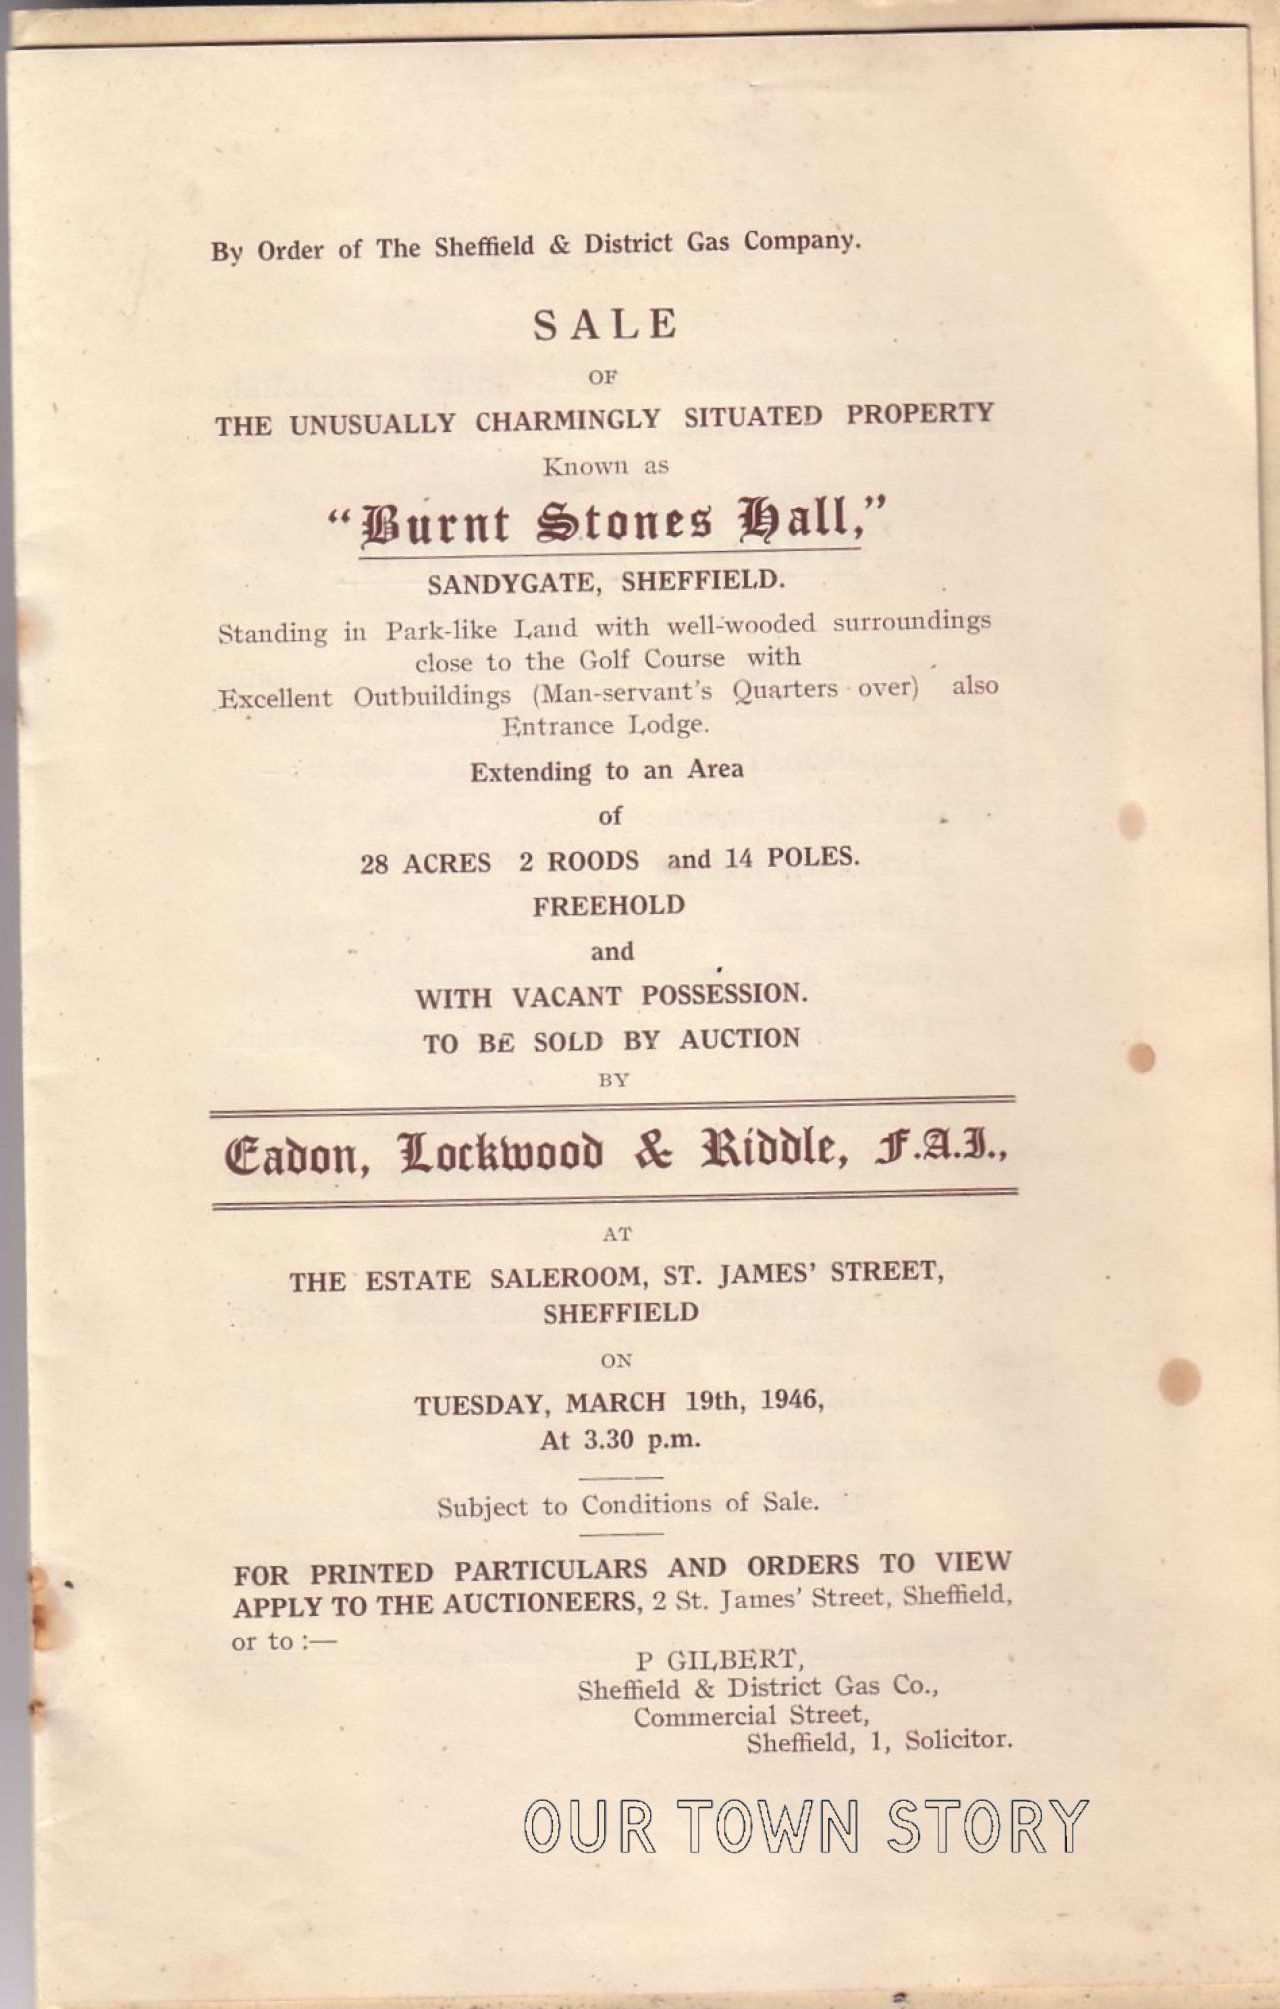 By Order of The Sheffield & District Gas Company.
SALE
OF
THE UNUSUALLY CHARMINGLY SITUATED PROPERTY
Known as
"Burnt Stones Hall,"
SANDYGATE, SHEFFIELD.
Standing in Park-like Land with well-wooded surroundings
close to the Golf Course with
Excellent Outbuildings (Man-servant's Quarters over) also
Entrance Lodge.
Extending to an Area
of
28 ACRES 2 ROODS and 14 POLES.
FREEHOLD
and
WITH VACANT POSSESSION.
TO BE SOLD BY AUCTION
BY
Eadon, Lockwood & Riddle, F.A.I.,
AT
THE ESTATE SALEROOM, ST. JAMES' STREET,
SHEFFIELD
ON
TUESDAY, MARCH 19th, 1946,
At 3.30 p.m.
Subject to Conditions of Sale.
FOR PRINTED PARTICULARS AND ORDERS TO VIEW
APPLY TO THE AUCTIONEERS, 2 St. James' Street, Sheffield,
or to :—
P GILBERT,
Sheffield & District Gas Co.,
Commercial Street,
Sheffield, 1, Solicitor.
OUR TOWN STORY